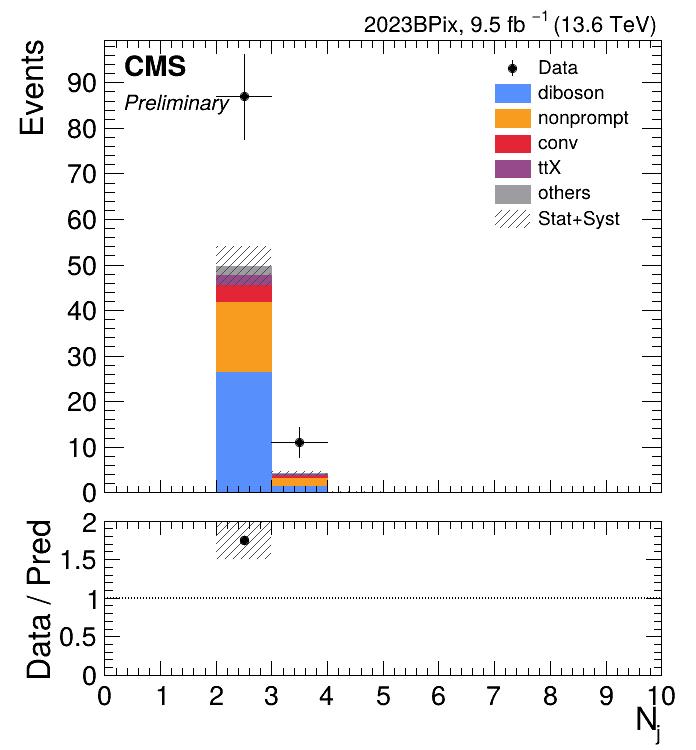 2023BPix, 9.5 fb⁻¹ (13.6 TeV)
CMS
Preliminary
Events
Data
diboson
nonprompt
conv
ttX
others
Stat+Syst
90
80
70
60
50
40
30
20
10
0
Data / Pred
2
1.5
1
0.5
0
0 1 2 3 4 5 6 7 8 9 10
Nj